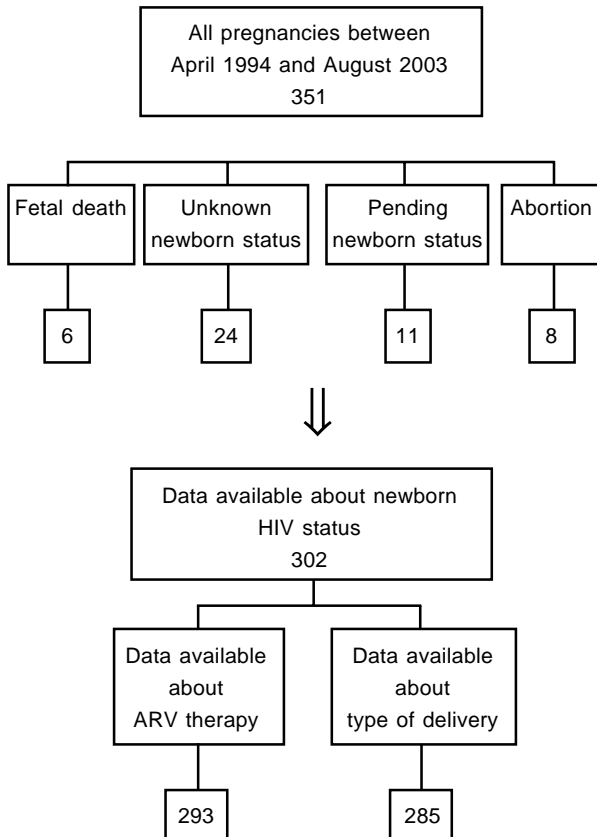 All pregnancies between
April 1994 and August 2003
351
Fetal death
Unknown
newborn status
Pending
newborn status
Abortion
6
24
11
8
Data available about newborn
HIV status
302
Data available
about
ARV therapy
Data available
about
type of delivery
293
285